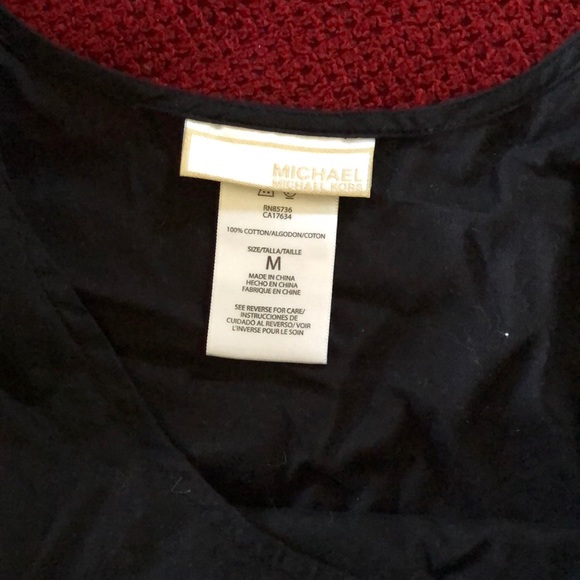 MICHAEL
MICHAEL KORS
RN85736
CA17634
100% COTTON/ALGODON/COTON
SIZE/TALLA/TAILLE
M
MADE IN CHINA
HECHO EN CHINA
FABRIQUE EN CHINE
SEE REVERSE FOR CARE/
INSTRUCCIONES DE
CUIDADO AL REVERSO/VOIR
L'INVERSE POUR LE SOIN